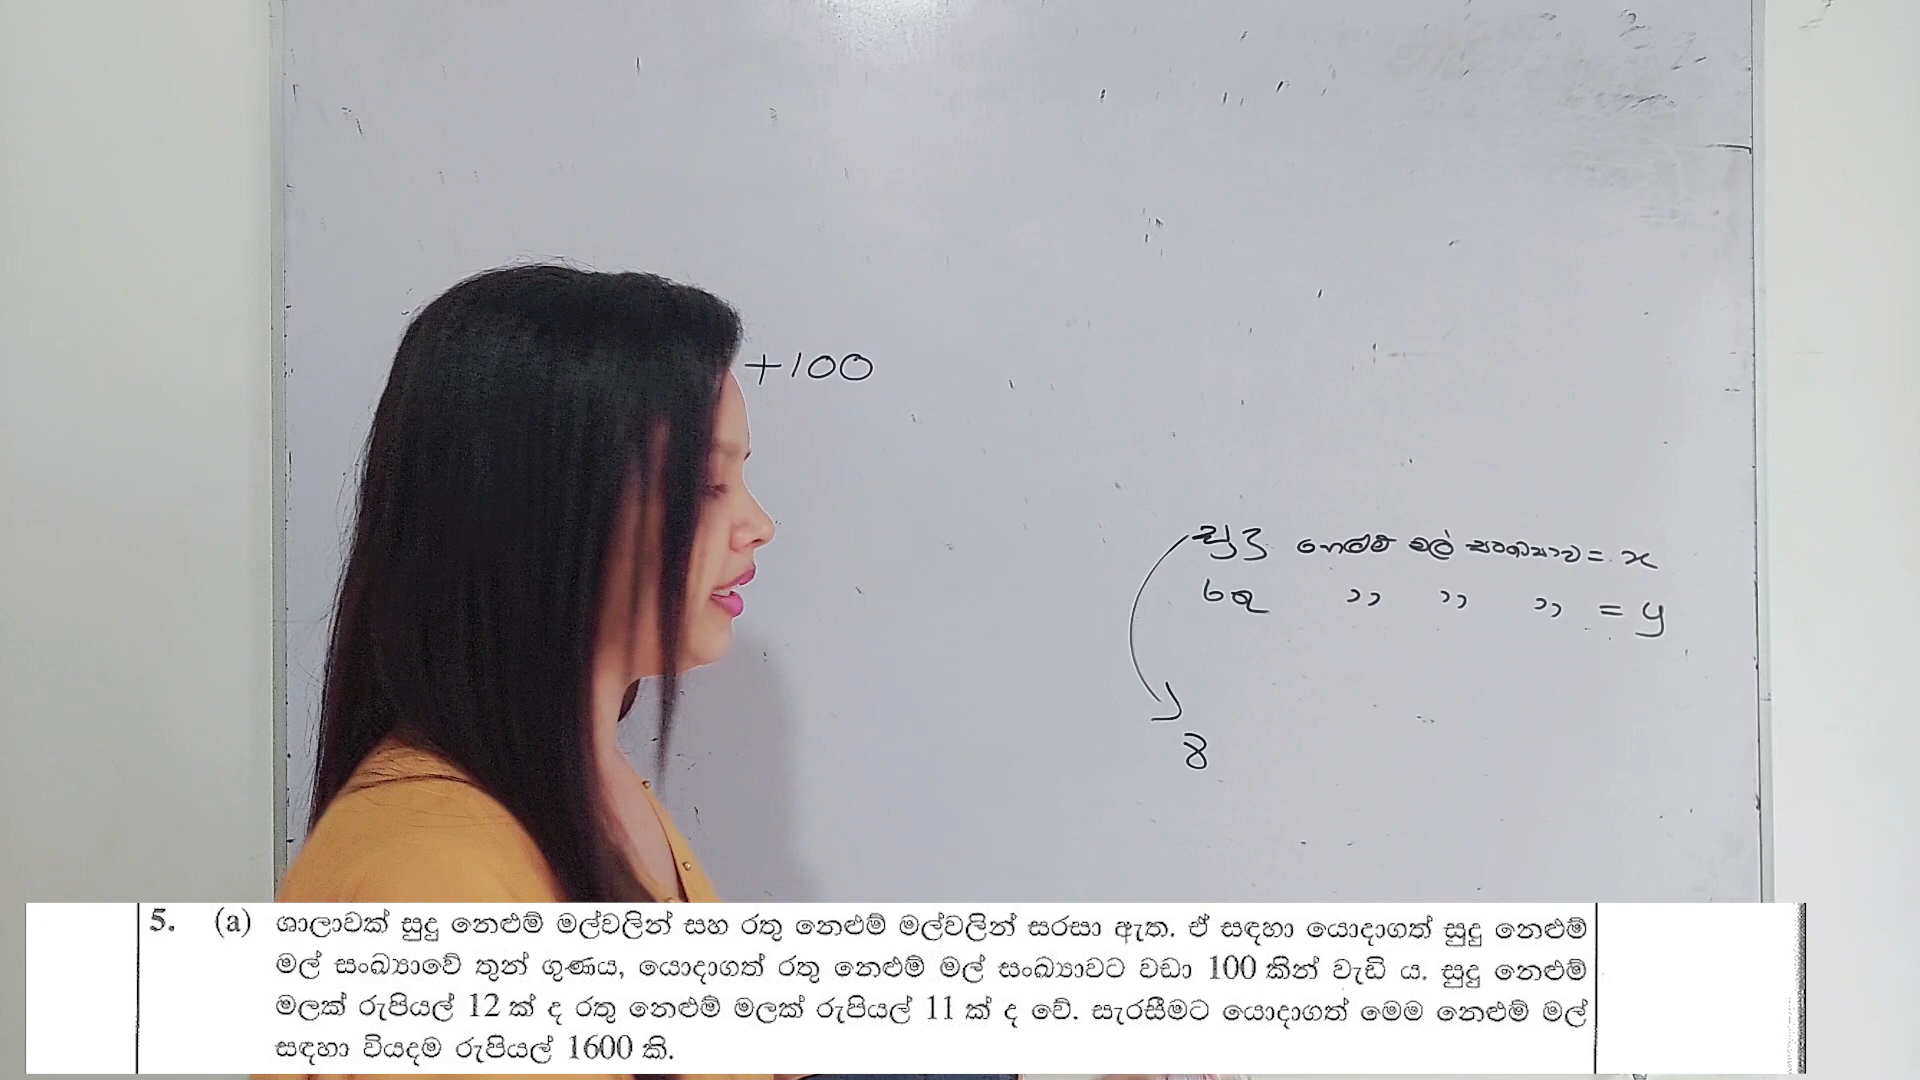 +100
සුදු නෙළුම් මල් සංඛ්‍යාව = x
රතු ,, ,, ,, = y
8
5. (a) ශාලාවක් සුදු නෙළුම් මල්වලින් සහ රතු නෙළුම් මල්වලින් සරසා ඇත. ඒ සඳහා යොදාගත් සුදු නෙළුම්
මල් සංඛ්‍යාවේ තුන් ගුණය, යොදාගත් රතු නෙළුම් මල් සංඛ්‍යාවට වඩා 100 කින් වැඩි ය. සුදු නෙළුම්
මලක් රුපියල් 12 ක් ද රතු නෙළුම් මලක් රුපියල් 11 ක් ද වේ. සැරසීමට යොදාගත් මෙම නෙළුම් මල්
සඳහා වියදම රුපියල් 1600 කි.